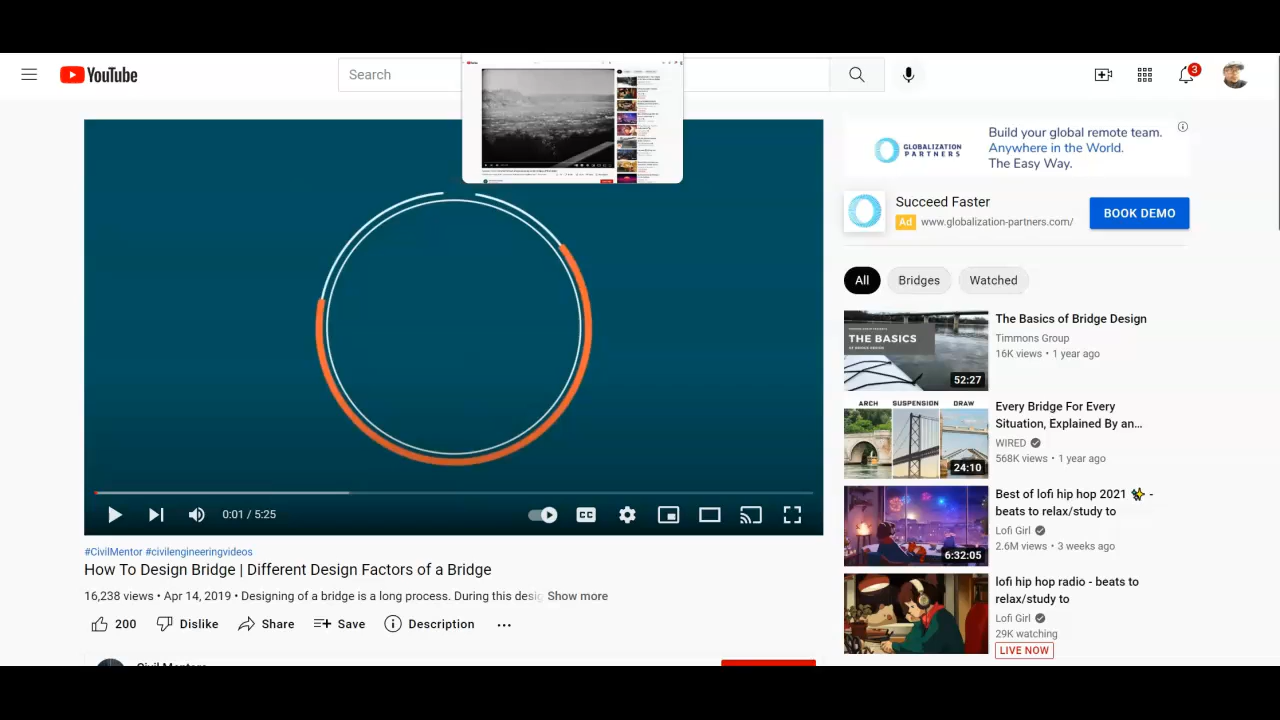 YouTube
Search
3
Build your global remote team.
Anywhere in the World.
The Easy Way.
GLOBALIZATION
PARTNERS
Succeed Faster
Ad www.globalization-partners.com/
BOOK DEMO
All
Bridges
Watched
THE BASICS
OF BRIDGE DESIGN
52:27
The Basics of Bridge Design
Timmons Group
16K views • 1 year ago
ARCH SUSPENSION DRAW
24:10
Every Bridge For Every
Situation, Explained By an...
WIRED
568K views • 1 year ago
6:32:05
Best of lofi hip hop 2021 ✨ -
beats to relax/study to
Lofi Girl
2.6M views • 3 weeks ago
lofi hip hop radio - beats to
relax/study to
Lofi Girl
29K watching
LIVE NOW
0:01 / 5:25
CC
#CivilMentor #civilengineeringvideos
How To Design Bridge | Different Design Factors of a Bridge
16,238 views • Apr 14, 2019 • Designing of a bridge is a long process. During this desig Show more
200
Dislike
Share
Save
Description
...